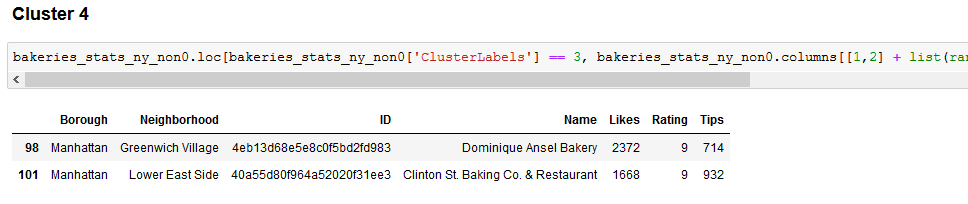 Cluster 4
bakeries_stats_ny_non0.loc[bakeries_stats_ny_non0['ClusterLabels'] == 3, bakeries_stats_ny_non0.columns[[1,2] + list(ran
Borough Neighborhood ID Name Likes Rating Tips
98 Manhattan Greenwich Village 4eb13d68e5e8c0f5bd2fd983 Dominique Ansel Bakery 2372 9 714
101 Manhattan Lower East Side 40a55d80f964a52020f31ee3 Clinton St. Baking Co. & Restaurant 1668 9 932